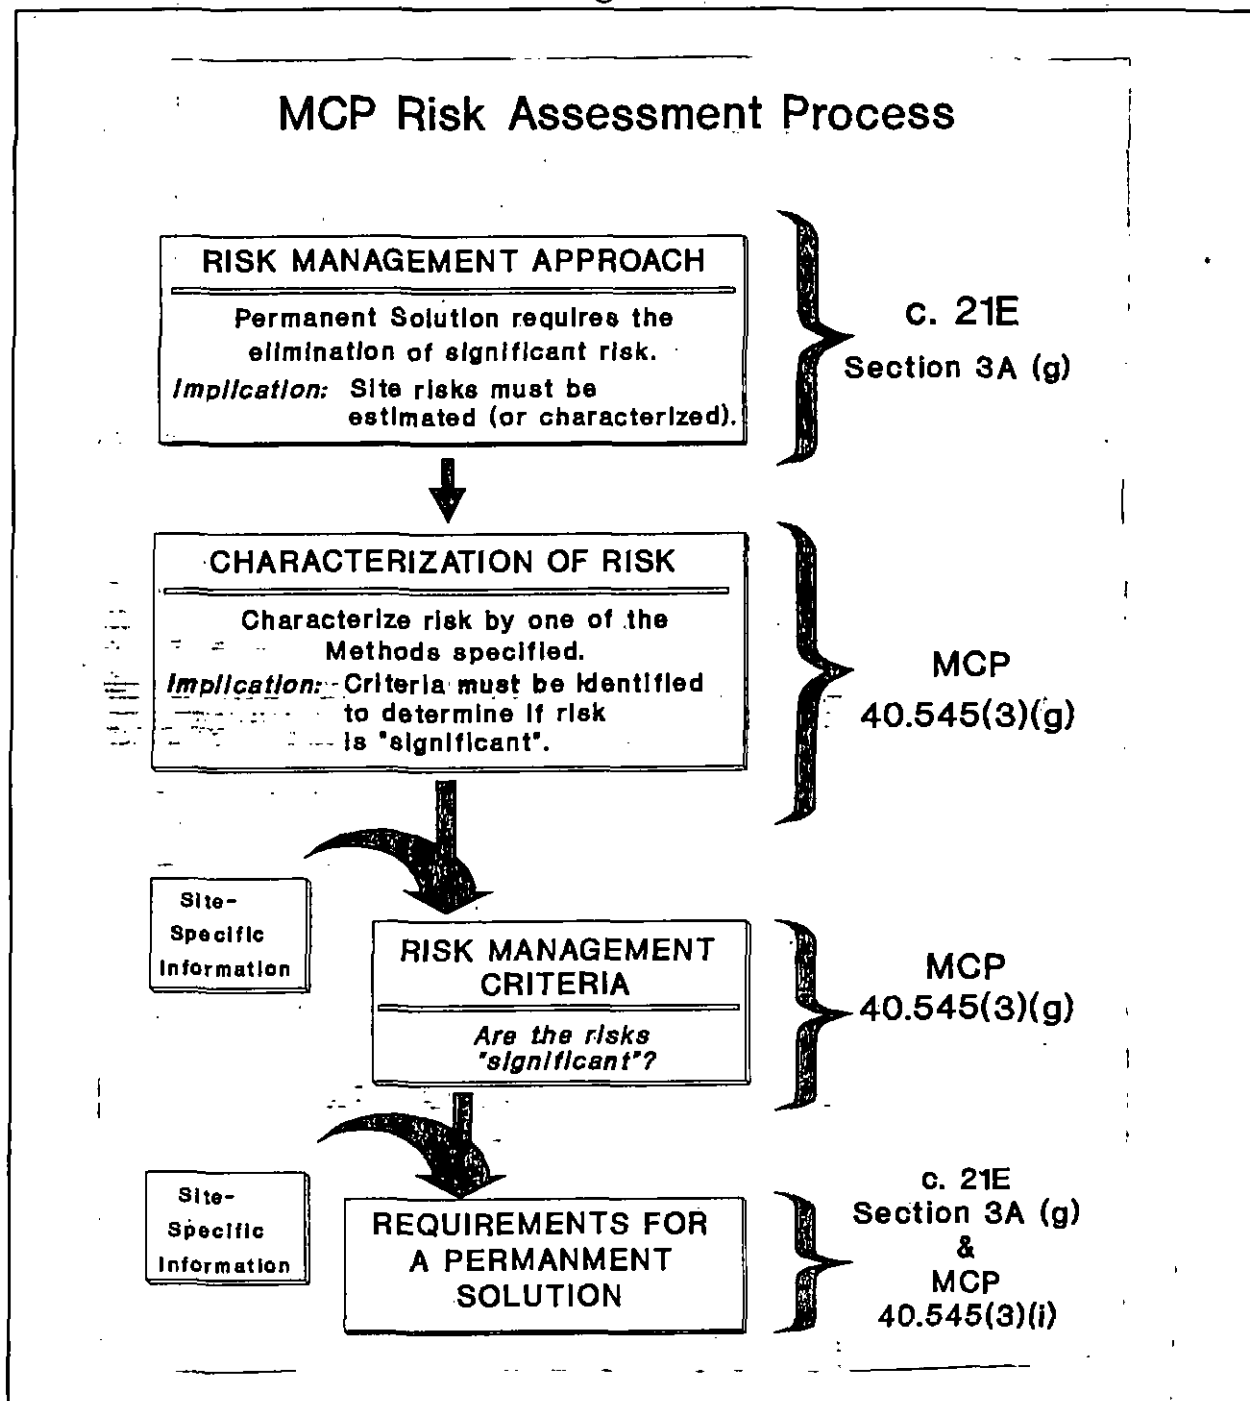 MCP Risk Assessment Process
RISK MANAGEMENT APPROACH
Permanent Solution requires the
elimination of significant risk.
Implication: Site risks must be
estimated (or characterized).
c. 21E
Section 3A (g)
CHARACTERIZATION OF RISK
Characterize risk by one of the
Methods specified.
Implication: Criteria must be identified
to determine if risk
is "significant".
MCP
40.545(3)(g)
Site-
Specific
Information
RISK MANAGEMENT
CRITERIA
Are the risks
"significant"?
MCP
40.545(3)(g)
Site-
Specific
Information
REQUIREMENTS FOR
A PERMANMENT
SOLUTION
c. 21E
Section 3A (g)
&
MCP
40.545(3)(i)